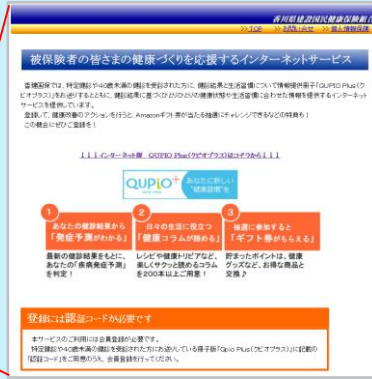 香川県建設国民健康保険組合
>>TOP >>お問い合せ >>個人情報保護
被保険者の皆さまの健康づくりを応援するインターネットサービス
香建国保では、特定健診や40歳未満の健診を受診された方に、健診結果と生活習慣について情報提供冊子「QUPiO Plus(ク
ピオプラス)」をお送りするとともに、健診結果に基づくひとりひとりの健康状態や生活習慣に合わせた情報を提供するインターネット
サービスを提供しています。
登録して、健康改善のアクションを行うと、Amazonギフト券が当たる抽選にチャレンジできるなどの特典も!
この機会にぜひご登録を!
↓↓↓インターネット版 QUPIO Plus(クピオプラス)はコチラから↓↓↓
QUPiO+ あなたに新しい
"健康習慣"を
1
あなたの健診結果から
「発症予測がわかる」
最新の健診結果をもとに、
あなたの「疾病発症予測」
を判定!
2
日々の生活に役立つ
「健康コラムが読める」
レシピや健康トリビアなど、
楽しくサクッと読めるコラム
を200本以上ご用意!
3
抽選に参加すると
「ギフト券がもらえる」
貯まったポイントは、健康
グッズなど、お得な商品と
交換♪
登録には認証コードが必要です
本サービスのご利用には会員登録が必要です。
特定健診や40歳未満の健診を受診された方にお送りしている冊子版「Qpio Plus(クピオプラス)」に記載の
「認証コード」をご用意のうえ、会員登録を行ってください。